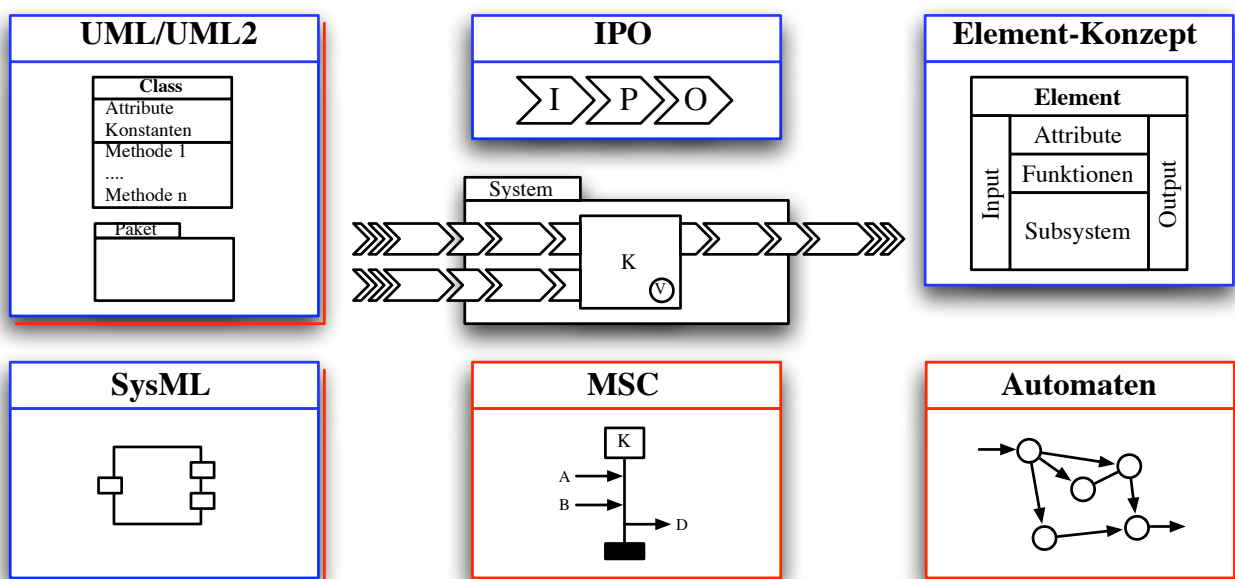 UML/UML2
Class
Attribute
Konstanten
Methode 1
....
Methode n
Paket
IPO
I P O
System
K
V
Element-Konzept
Element
Input
Attribute
Funktionen
Subsystem
Output
SysML
MSC
K
A
B
D
Automaten